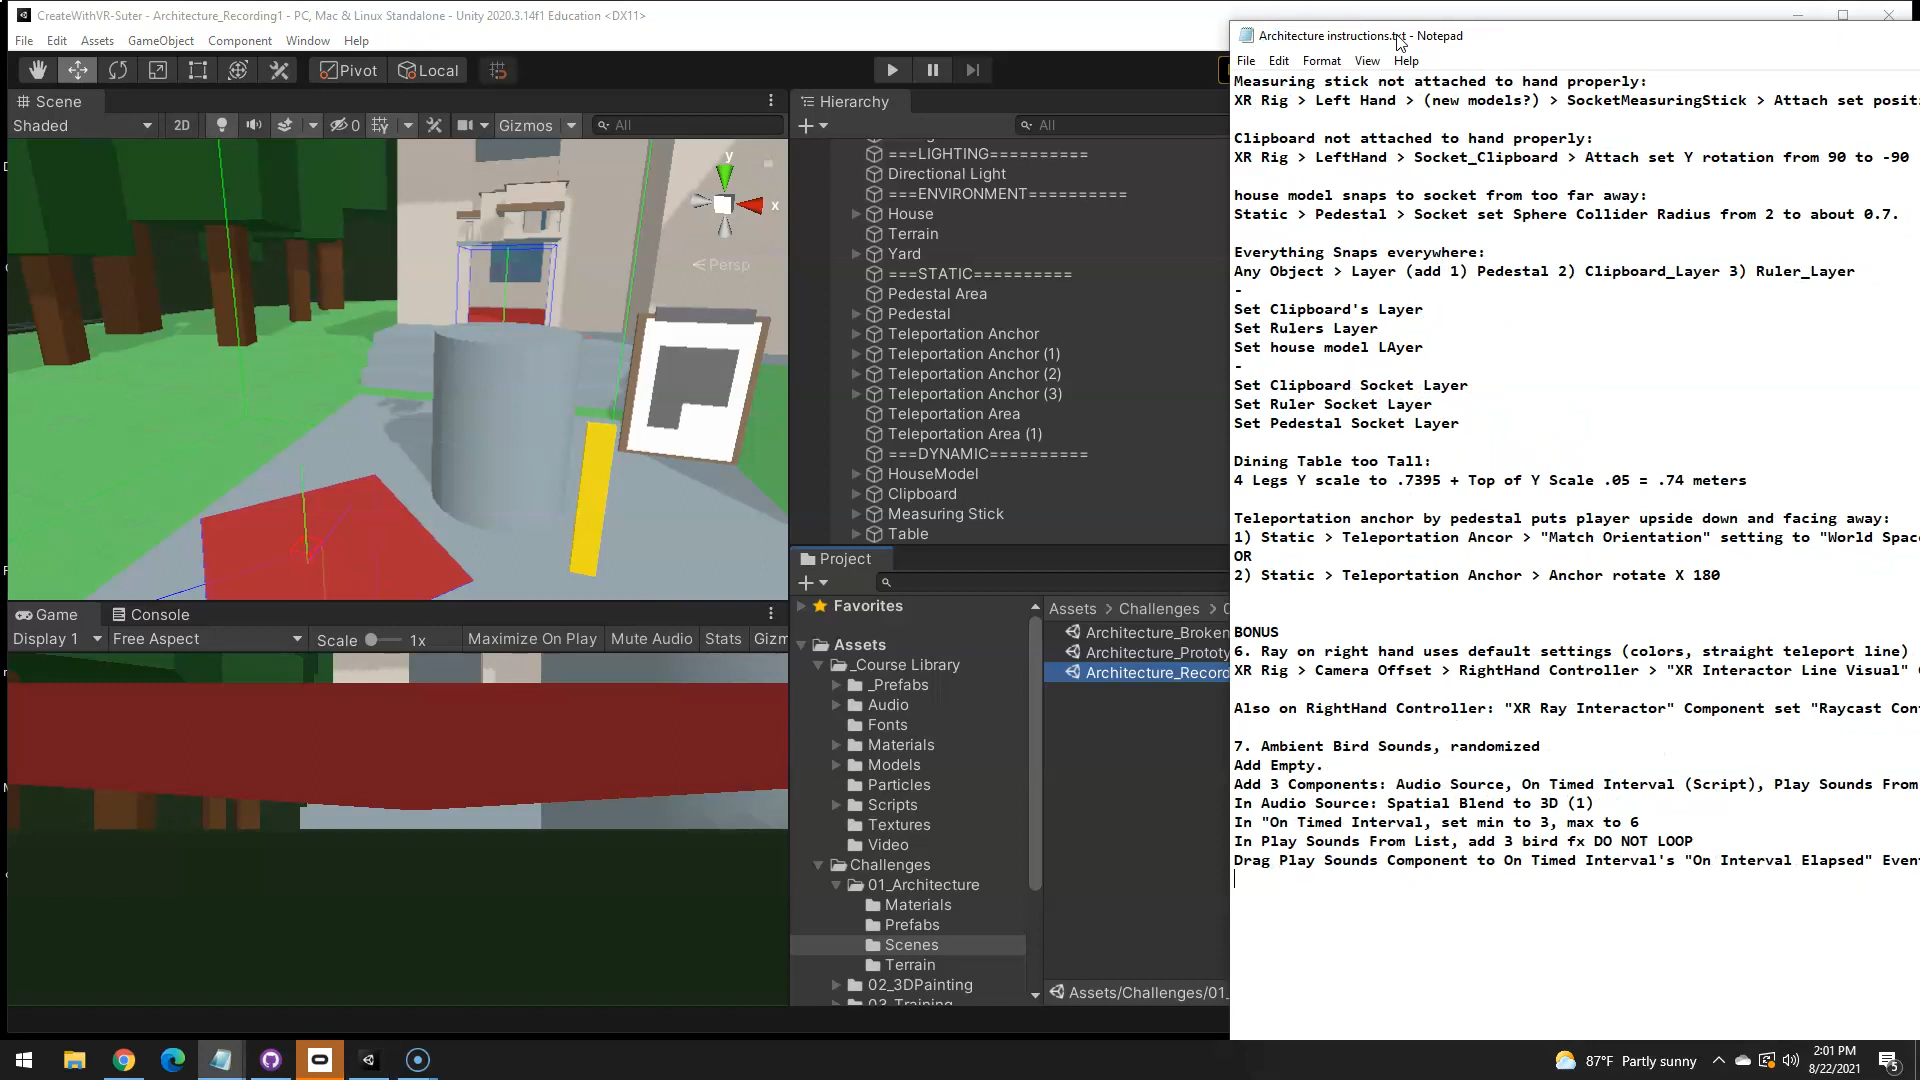 CreateWithVR-Suter - Architecture_Recording1 - PC, Mac & Linux Standalone - Unity 2020.3.14f1 Education <DX11>
File Edit Assets GameObject Component Window Help
Pivot Local
Scene
Shaded 2D 0 Gizmos All
y
x
Persp
Game Console
Display 1 Free Aspect Scale 1x Maximize On Play Mute Audio Stats Gizm
Hierarchy
All
===LIGHTING==========
Directional Light
===ENVIRONMENT==========
House
Terrain
Yard
===STATIC==========
Pedestal Area
Pedestal
Teleportation Anchor
Teleportation Anchor (1)
Teleportation Anchor (2)
Teleportation Anchor (3)
Teleportation Area
Teleportation Area (1)
===DYNAMIC==========
HouseModel
Clipboard
Measuring Stick
Table
Project
Favorites
Assets
_Course Library
_Prefabs
Audio
Fonts
Materials
Models
Particles
Scripts
Textures
Video
Challenges
01_Architecture
Materials
Prefabs
Scenes
Terrain
02_3DPainting
03_Training
Assets > Challenges > 0
Architecture_Broken
Architecture_Prototy
Architecture_Record
Assets/Challenges/01_
Architecture instructions.txt - Notepad
File Edit Format View Help
Measuring stick not attached to hand properly:
XR Rig > Left Hand > (new models?) > SocketMeasuringStick > Attach set posit
Clipboard not attached to hand properly:
XR Rig > LeftHand > Socket_Clipboard > Attach set Y rotation from 90 to -90
house model snaps to socket from too far away:
Static > Pedestal > Socket set Sphere Collider Radius from 2 to about 0.7.
Everything Snaps everywhere:
Any Object > Layer (add 1) Pedestal 2) Clipboard_Layer 3) Ruler_Layer
-
Set Clipboard's Layer
Set Rulers Layer
Set house model LAyer
-
Set Clipboard Socket Layer
Set Ruler Socket Layer
Set Pedestal Socket Layer
Dining Table too Tall:
4 Legs Y scale to .7395 + Top of Y Scale .05 = .74 meters
Teleportation anchor by pedestal puts player upside down and facing away:
1) Static > Teleportation Ancor > "Match Orientation" setting to "World Spac
OR
2) Static > Teleportation Anchor > Anchor rotate X 180
BONUS
6. Ray on right hand uses default settings (colors, straight teleport line)
XR Rig > Camera Offset > RightHand Controller > "XR Interactor Line Visual"
Also on RightHand Controller: "XR Ray Interactor" Component set "Raycast Con
7. Ambient Bird Sounds, randomized
Add Empty.
Add 3 Components: Audio Source, On Timed Interval (Script), Play Sounds From
In Audio Source: Spatial Blend to 3D (1)
In "On Timed Interval, set min to 3, max to 6
In Play Sounds From List, add 3 bird fx DO NOT LOOP
Drag Play Sounds Component to On Timed Interval's "On Interval Elapsed" Even
87°F Partly sunny
2:01 PM
8/22/2021
5